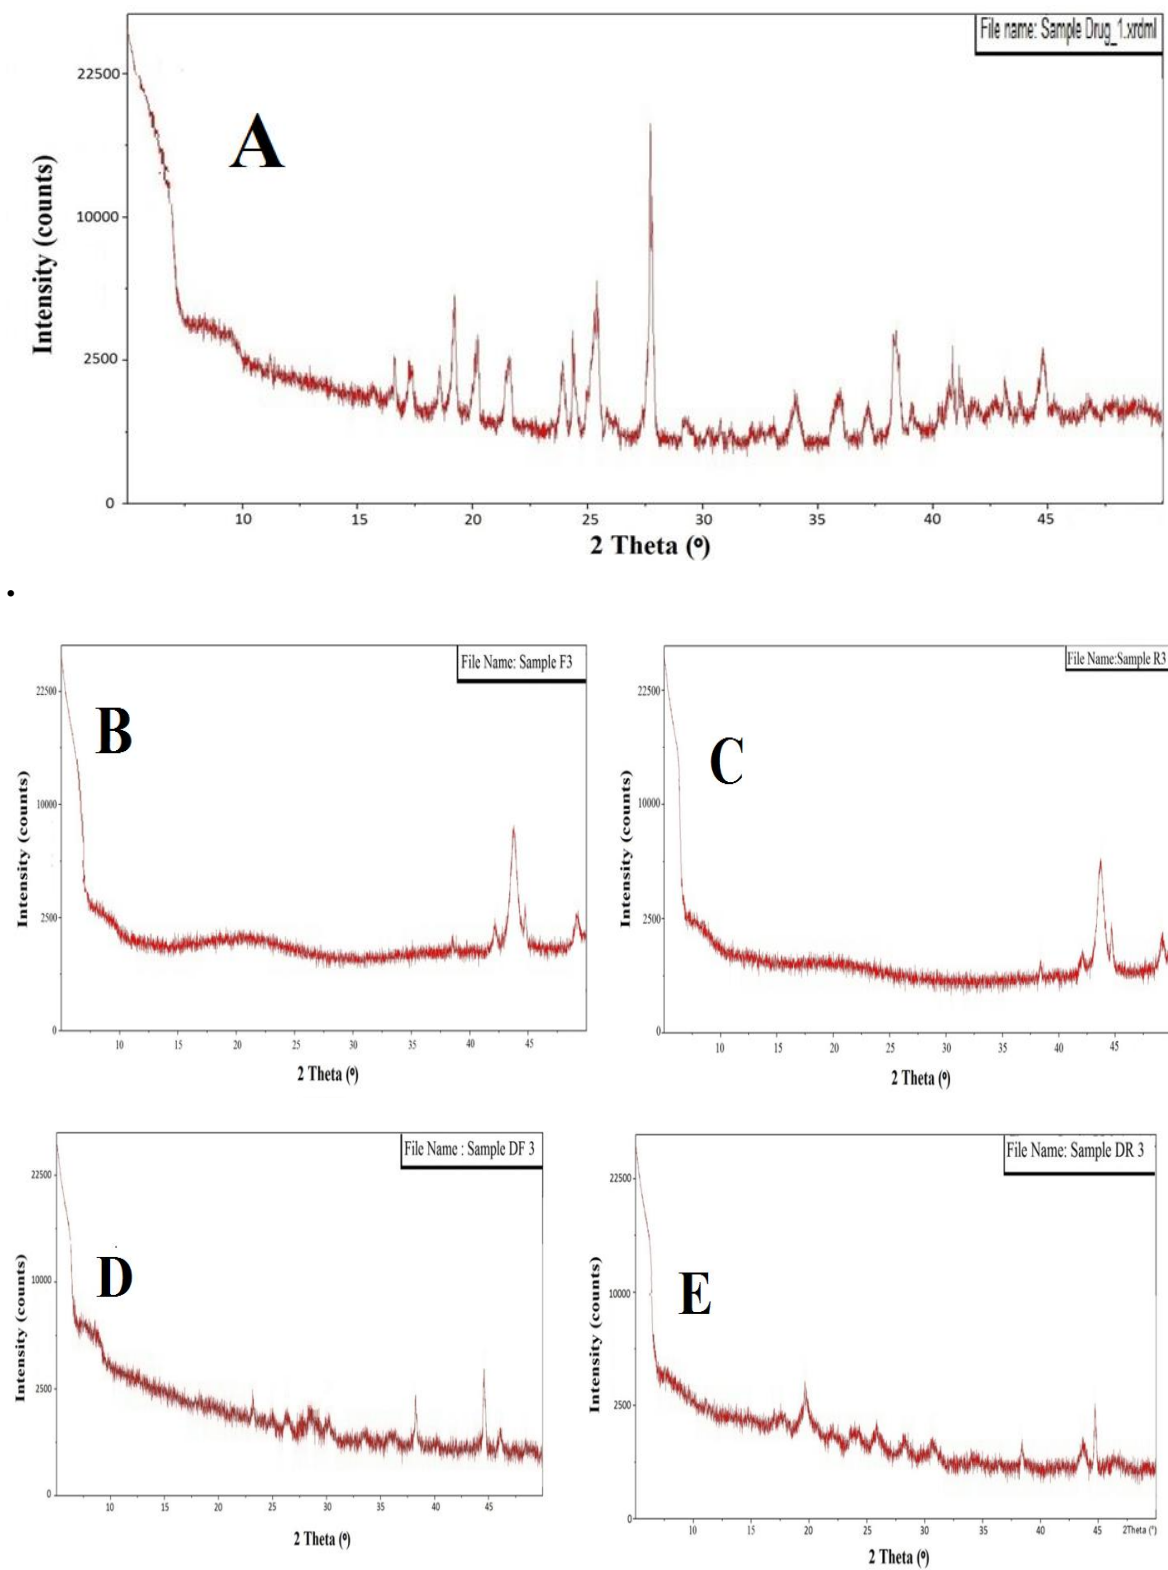 File name: Sample Drug_1.xrdml
A
Intensity (counts)
22500
10000
2500
0
10 15 20 25 30 35 40 45
2 Theta (º)
.
File Name: Sample F3
B
Intensity (counts)
22500
10000
2500
0
10 15 20 25 30 35 40 45
2 Theta (º)
File Name:Sample R3
C
Intensity (counts)
22500
10000
2500
0
10 15 20 25 30 35 40 45
2 Theta (º)
File Name : Sample DF 3
D
Intensity (counts)
22500
10000
2500
0
10 15 20 25 30 35 40 45
2 Theta (º)
File Name: Sample DR 3
E
Intensity (counts)
22500
10000
2500
0
10 15 20 25 30 35 40 45 2Theta (°)
2 Theta (º)